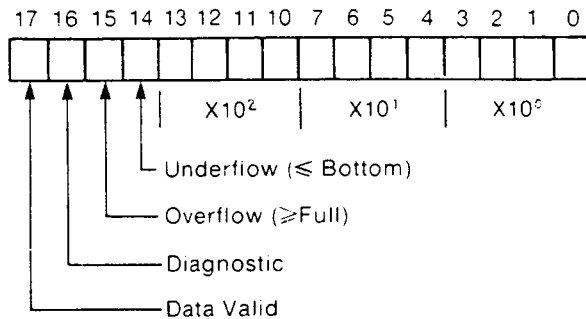 17 16 15 14 13 12 11 10 7 6 5 4 3 2 1 0
X10² X10¹ X10⁰
Underflow (≤ Bottom)
Overflow (≥Full)
Diagnostic
Data Valid